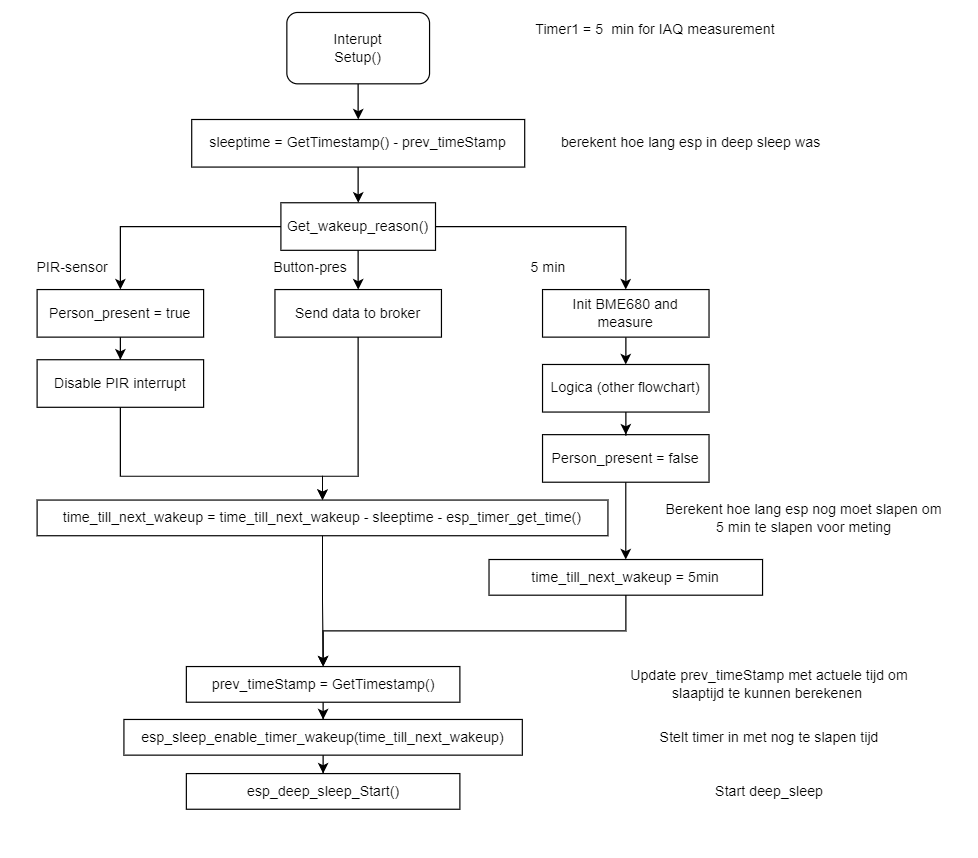 Interupt
Setup()
Timer1 = 5  min for IAQ measurement
sleeptime = GetTimestamp() - prev_timeStamp
berekent hoe lang esp in deep sleep was
Get_wakeup_reason()
PIR-sensor
Button-pres
5 min
Person_present = true
Send data to broker
Init BME680 and
measure
Disable PIR interrupt
Logica (other flowchart)
Person_present = false
time_till_next_wakeup = time_till_next_wakeup - sleeptime - esp_timer_get_time()
Berekent hoe lang esp nog moet slapen om
5 min te slapen voor meting
time_till_next_wakeup = 5min
prev_timeStamp = GetTimestamp()
Update prev_timeStamp met actuele tijd om
slaaptijd te kunnen berekenen
esp_sleep_enable_timer_wakeup(time_till_next_wakeup)
Stelt timer in met nog te slapen tijd
esp_deep_sleep_Start()
Start deep_sleep